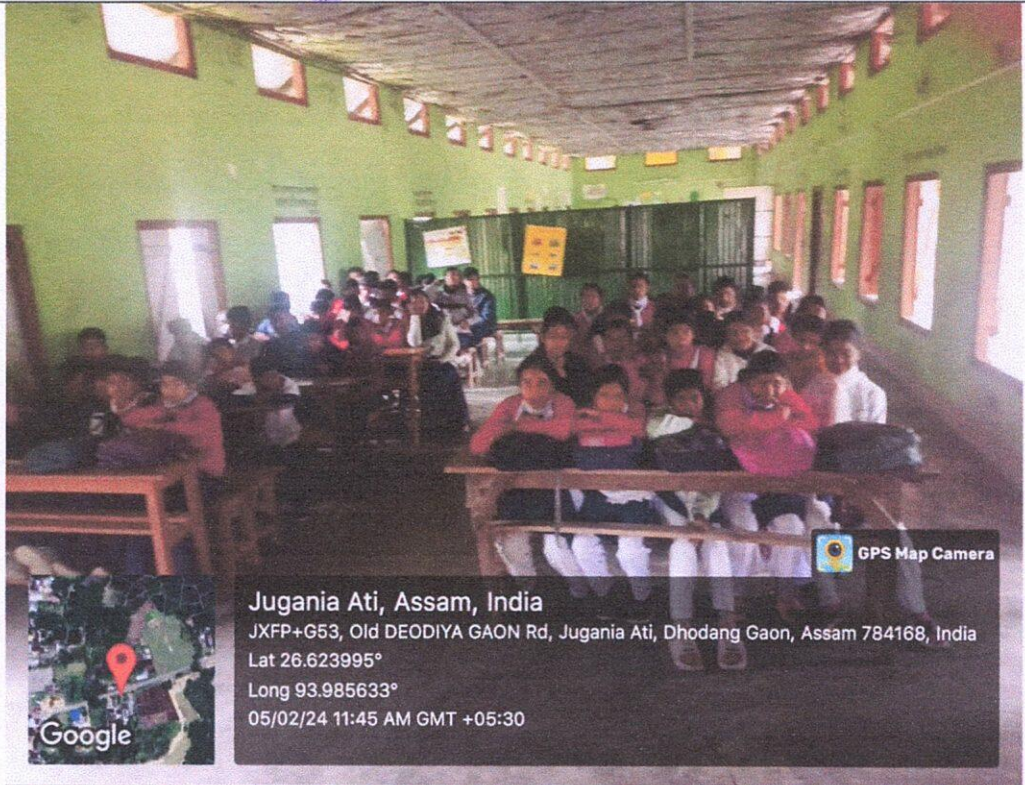 GPS Map Camera
Jugania Ati, Assam, India
JXFP+G53, Old DEODIYA GAON Rd, Jugania Ati, Dhodang Gaon, Assam 784168, India
Lat 26.623995°
Long 93.985633°
05/02/24 11:45 AM GMT +05:30
Google